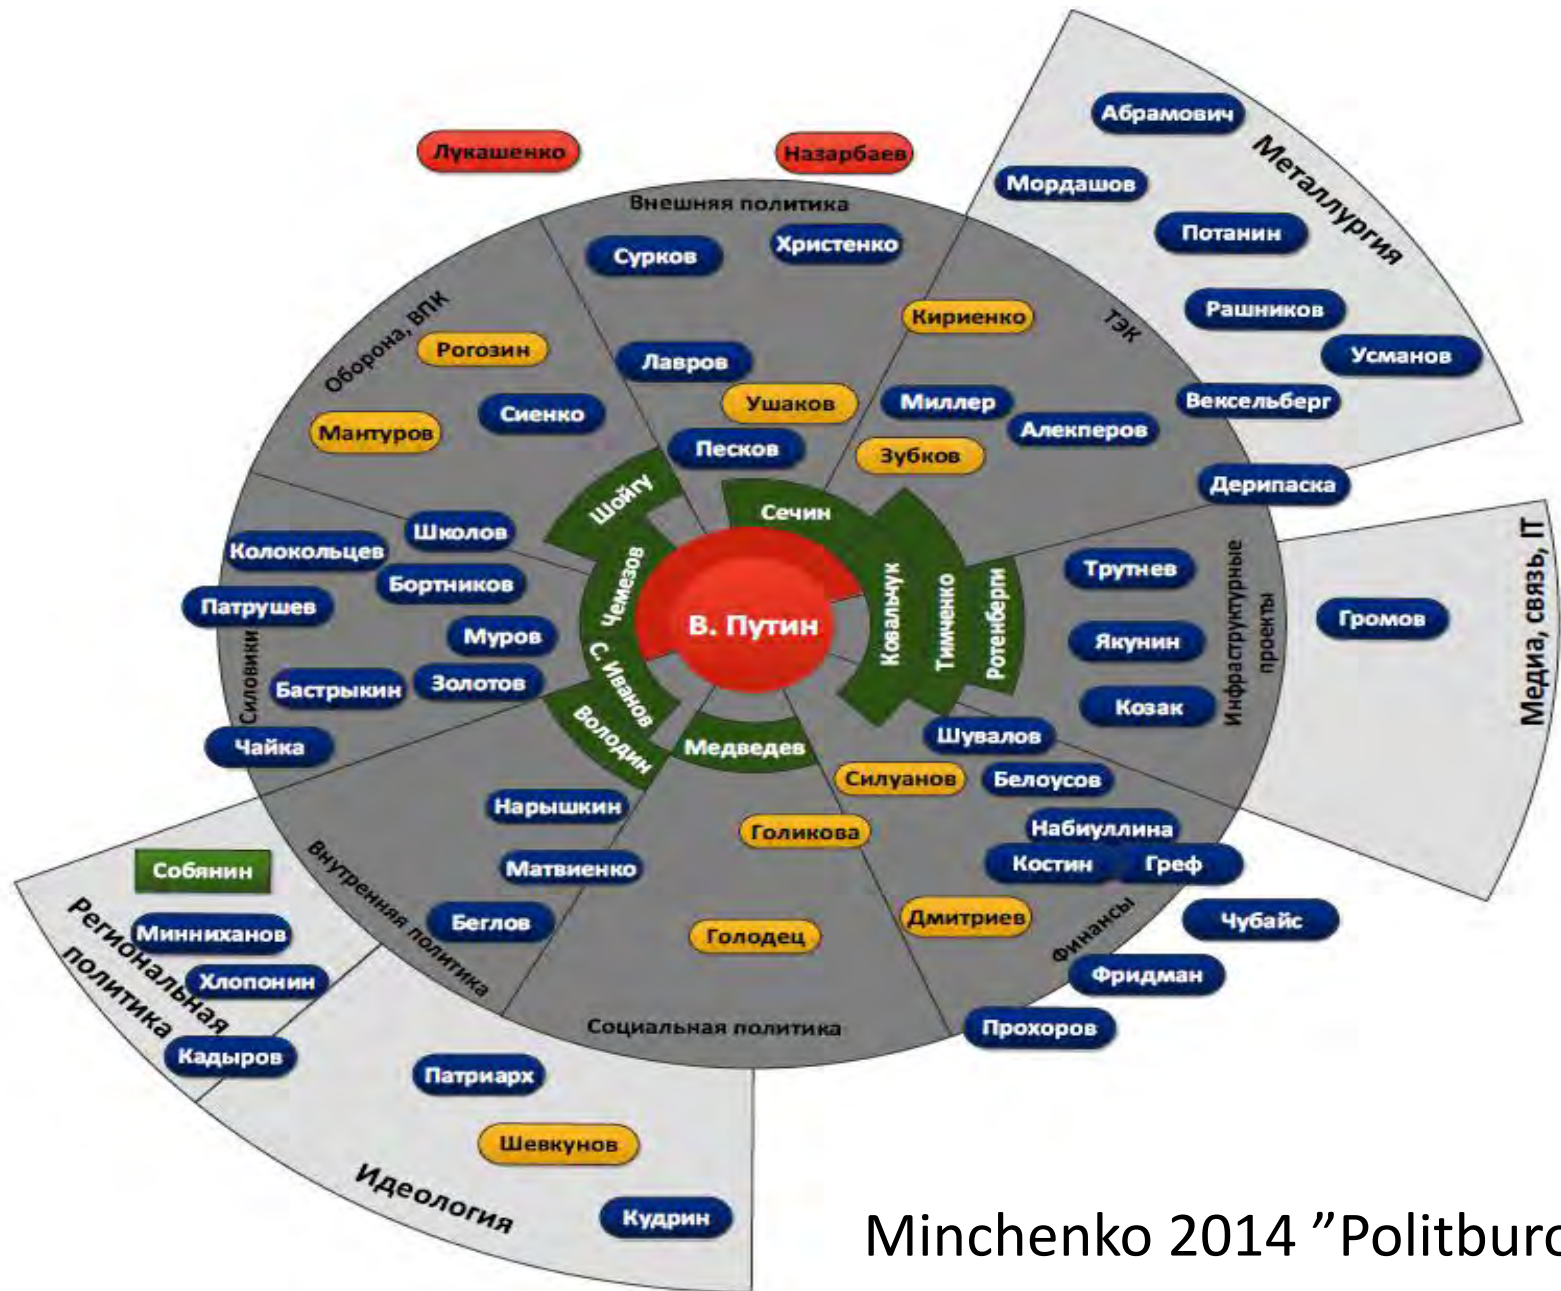 Абрамович
Металлургия
Лукашенко
Назарбаев
Мордашов
Внешняя политика
Потанин
Сурков
Христенко
Рашников
Кириенко
ТЭК
Оборона, ВПК
Рогозин
Усманов
Лавров
Ушаков
Миллер
Вексельберг
Сиенко
Алекперов
Мантуров
Песков
Зубков
Дерипаска
Шойгу
Сечин
Школов
Колокольцев
Бортников
Патрушев
Чемезов
Ковальчук
Тимченко
Ротенберги
Трутнев
Инфраструктурные
проекты
Громов
Медиа, связь, IT
В. Путин
Муров
Якунин
Силовики
Бастрыкин
Золотов
С. Иванов
Козак
Чайка
Володин
Медведев
Шувалов
Силуанов
Белоусов
Нарышкин
Голикова
Набиуллина
Костин
Греф
Собянин
Внутренняя политика
Матвиенко
Беглов
Голодец
Дмитриев
Финансы
Чубайс
Минниханов
Региональная
политика
Хлопонин
Фридман
Социальная политика
Прохоров
Кадыров
Патриарх
Шевкунов
Идеология
Кудрин
Minchenko 2014 ”Politburo